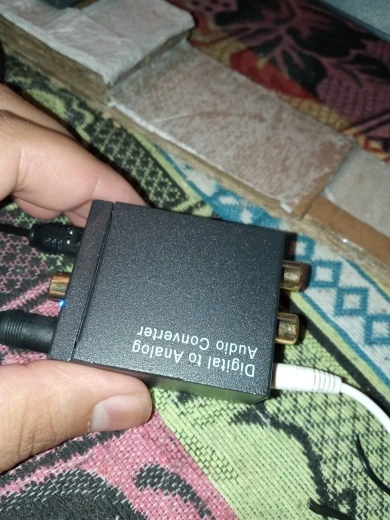 Digital to Analog
Audio Converter